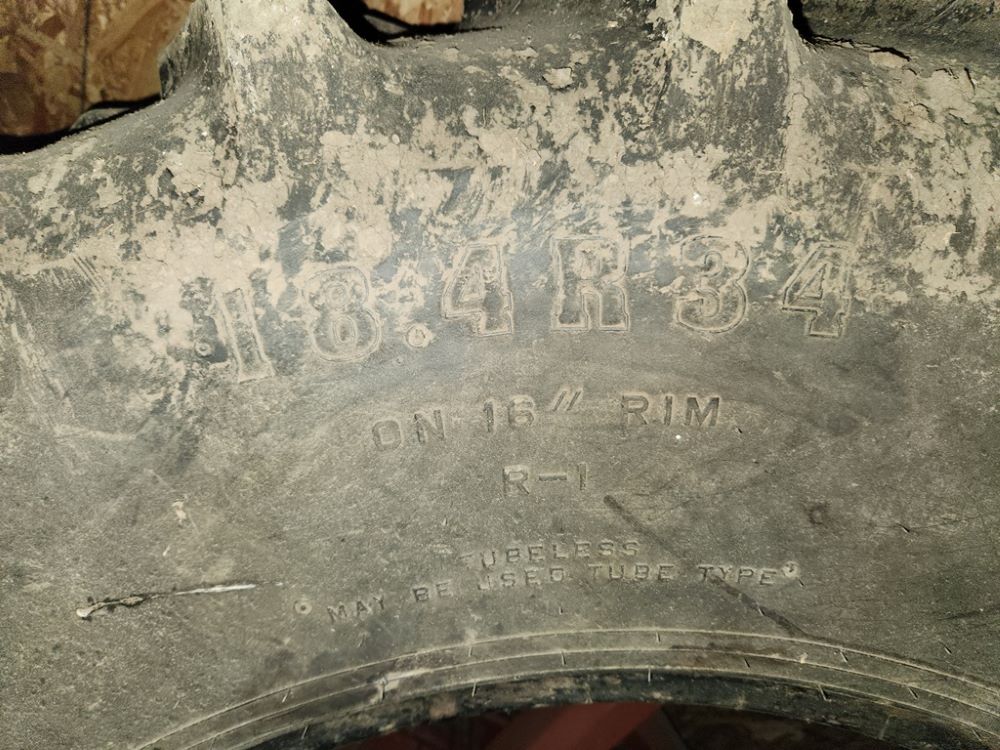 18.4R34
ON 16" RIM
R-1
TUBELESS
MAY BE USED TUBE TYPE